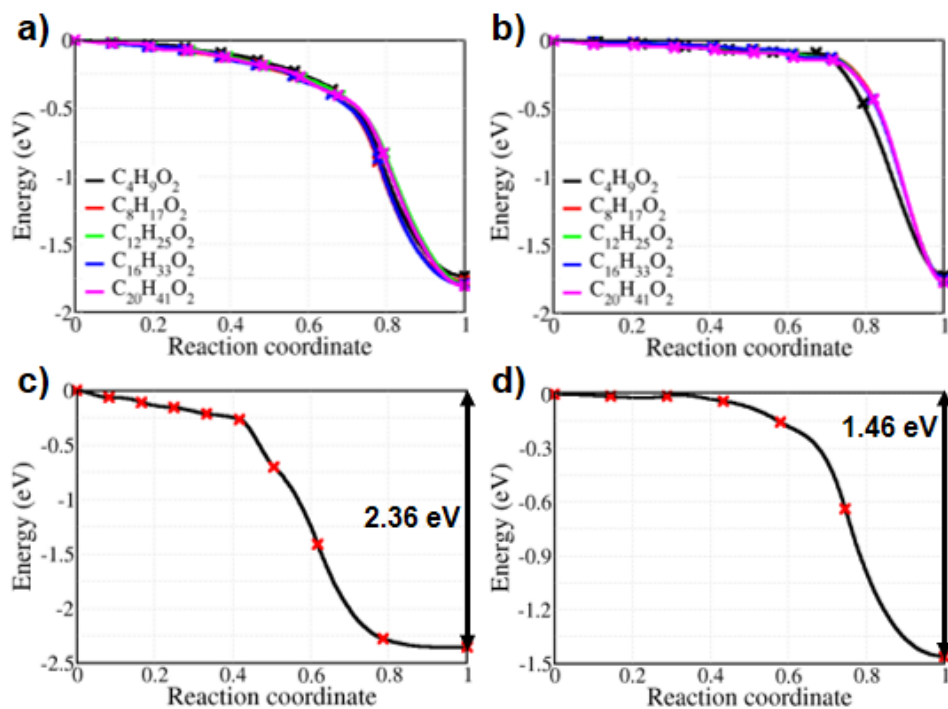 a)
0
-0.5
-1
-1.5
-2
Energy (eV)
C4H9O2
C8H17O2
C12H25O2
C16H33O2
C20H41O2
0 0.2 0.4 0.6 0.8 1
Reaction coordinate
b)
0
-0.5
-1
-1.5
-2
Energy (eV)
C4H9O2
C8H17O2
C12H25O2
C16H33O2
C20H41O2
0 0.2 0.4 0.6 0.8 1
Reaction coordinate
c)
0
-0.5
-1
-1.5
-2
-2.5
Energy (eV)
2.36 eV
0 0.2 0.4 0.6 0.8 1
Reaction coordinate
d)
0
-0.3
-0.6
-0.9
-1.2
-1.5
Energy (eV)
1.46 eV
0 0.2 0.4 0.6 0.8 1
Reaction coordinate